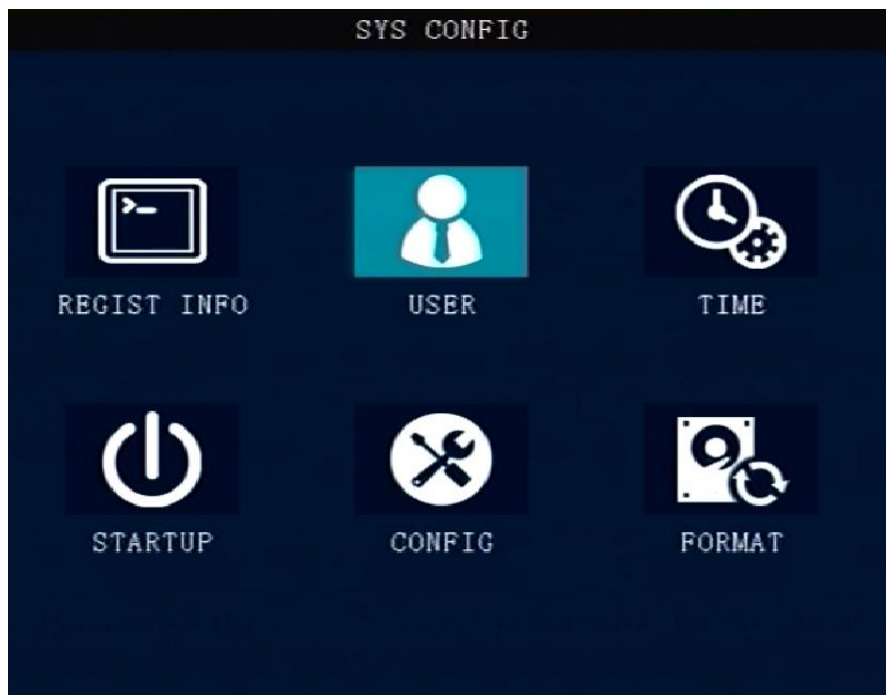 SYS CONFIG
REGIST INFO
USER
TIME
STARTUP
CONFIG
FORMAT